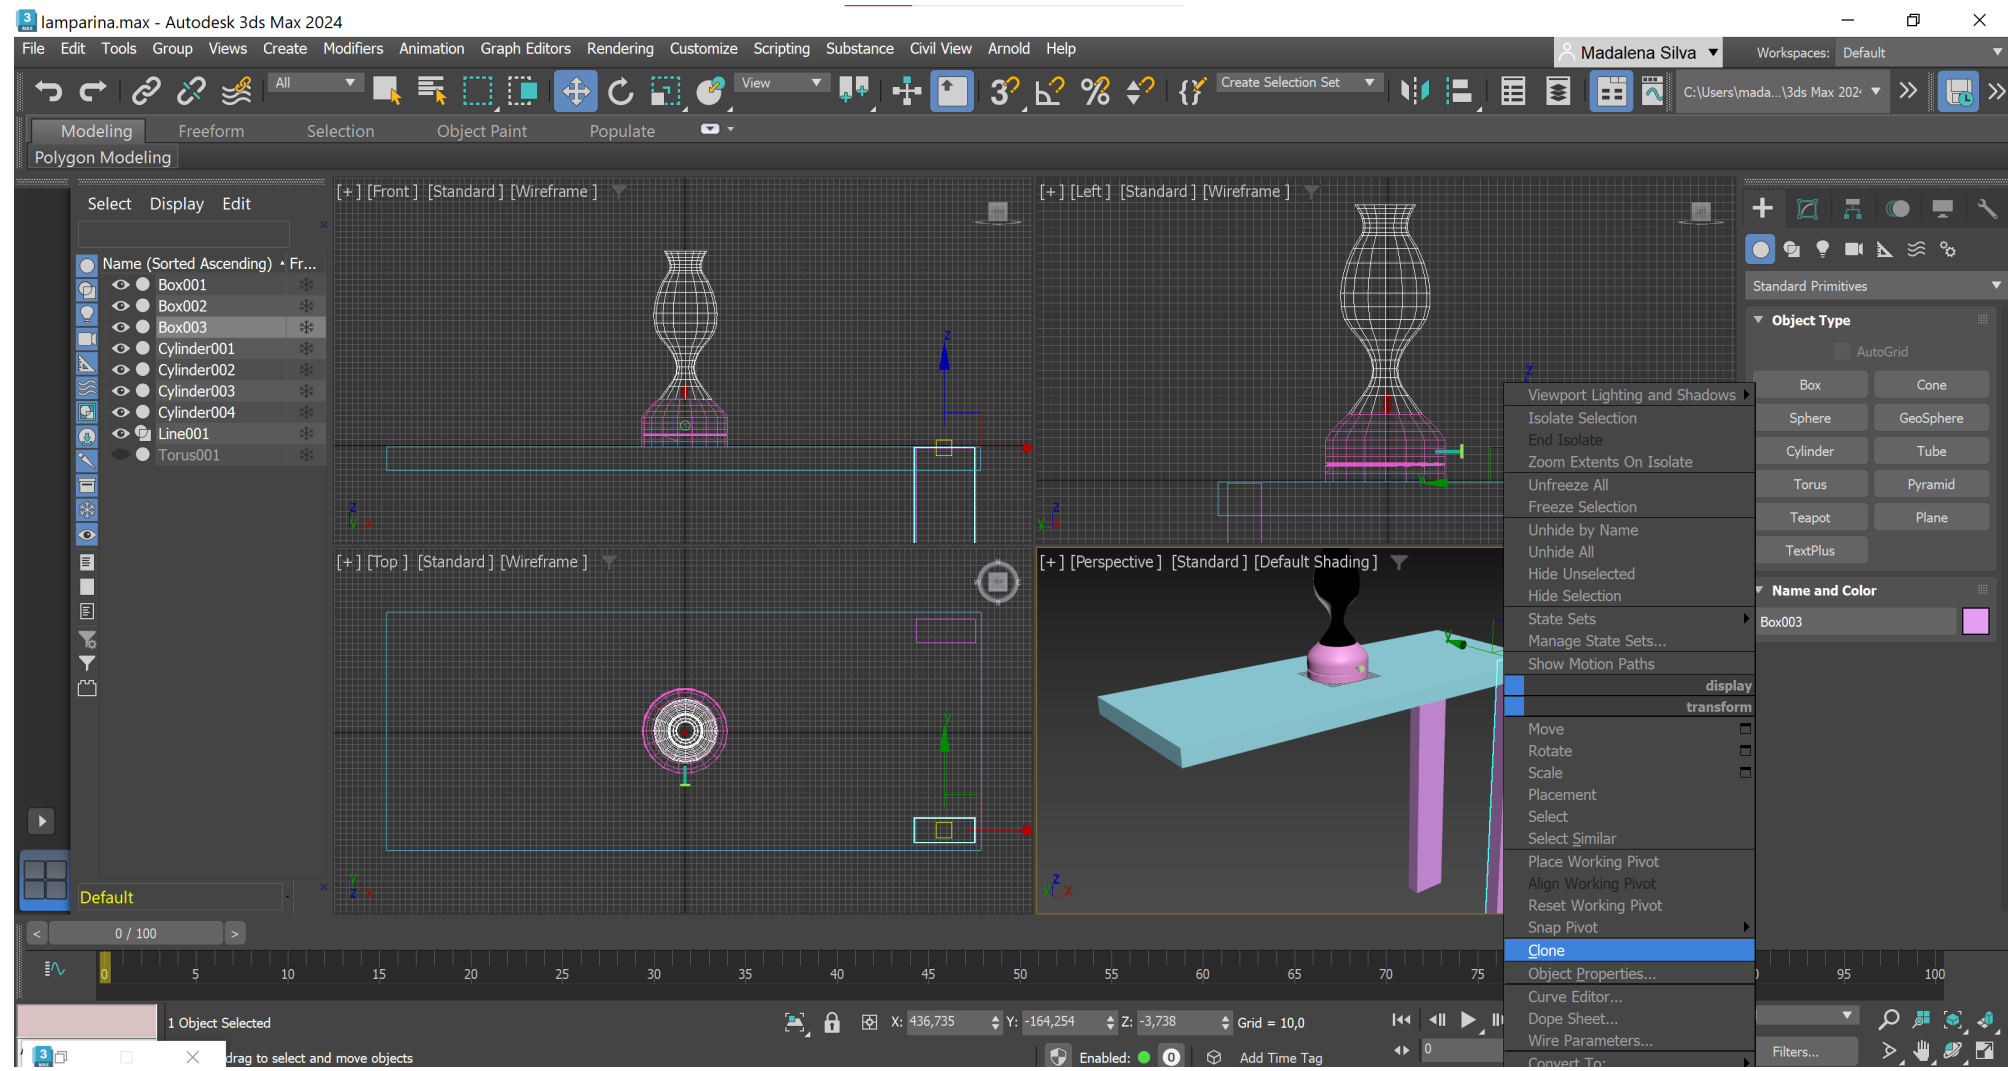 lamparina.max - Autodesk 3ds Max 2024
File Edit Tools Group Views Create Modifiers Animation Graph Editors Rendering Customize Scripting Substance Civil View Arnold Help
Madalena Silva
Workspaces: Default
All
View
Create Selection Set
C:\Users\mada...\3ds Max 202
Modeling Freeform Selection Object Paint Populate
Polygon Modeling
Select Display Edit
Name (Sorted Ascending) Fr...
Box001
Box002
Box003
Cylinder001
Cylinder002
Cylinder003
Cylinder004
Line001
Torus001
Default
[+] [Front] [Standard] [Wireframe]
[+] [Left] [Standard] [Wireframe]
[+] [Top] [Standard] [Wireframe]
[+] [Perspective] [Standard] [Default Shading]
Viewport Lighting and Shadows
Isolate Selection
End Isolate
Zoom Extents On Isolate
Unfreeze All
Freeze Selection
Unhide by Name
Unhide All
Hide Unselected
Hide Selection
State Sets
Manage State Sets...
Show Motion Paths
display
transform
Move
Rotate
Scale
Placement
Select
Select Similar
Place Working Pivot
Align Working Pivot
Reset Working Pivot
Snap Pivot
Clone
Object Properties...
Curve Editor...
Dope Sheet...
Wire Parameters...
Convert To:
Standard Primitives
Object Type
AutoGrid
Box Cone
Sphere GeoSphere
Cylinder Tube
Torus Pyramid
Teapot Plane
TextPlus
Name and Color
Box003
< 0 / 100 >
0 5 10 15 20 25 30 35 40 45 50 55 60 65 70 75 95 100
1 Object Selected
X: 436,735 Y: -164,254 Z: -3,738 Grid = 10,0
drag to select and move objects
Enabled: 0 Add Time Tag
0
Filters...